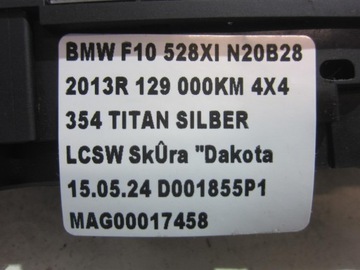 BMW F10 528XI N20B28
2013R 129 000KM 4X4
354 TITAN SILBER
LCSW SkÛra "Dakota
15.05.24 D001855P1
MAG00017458